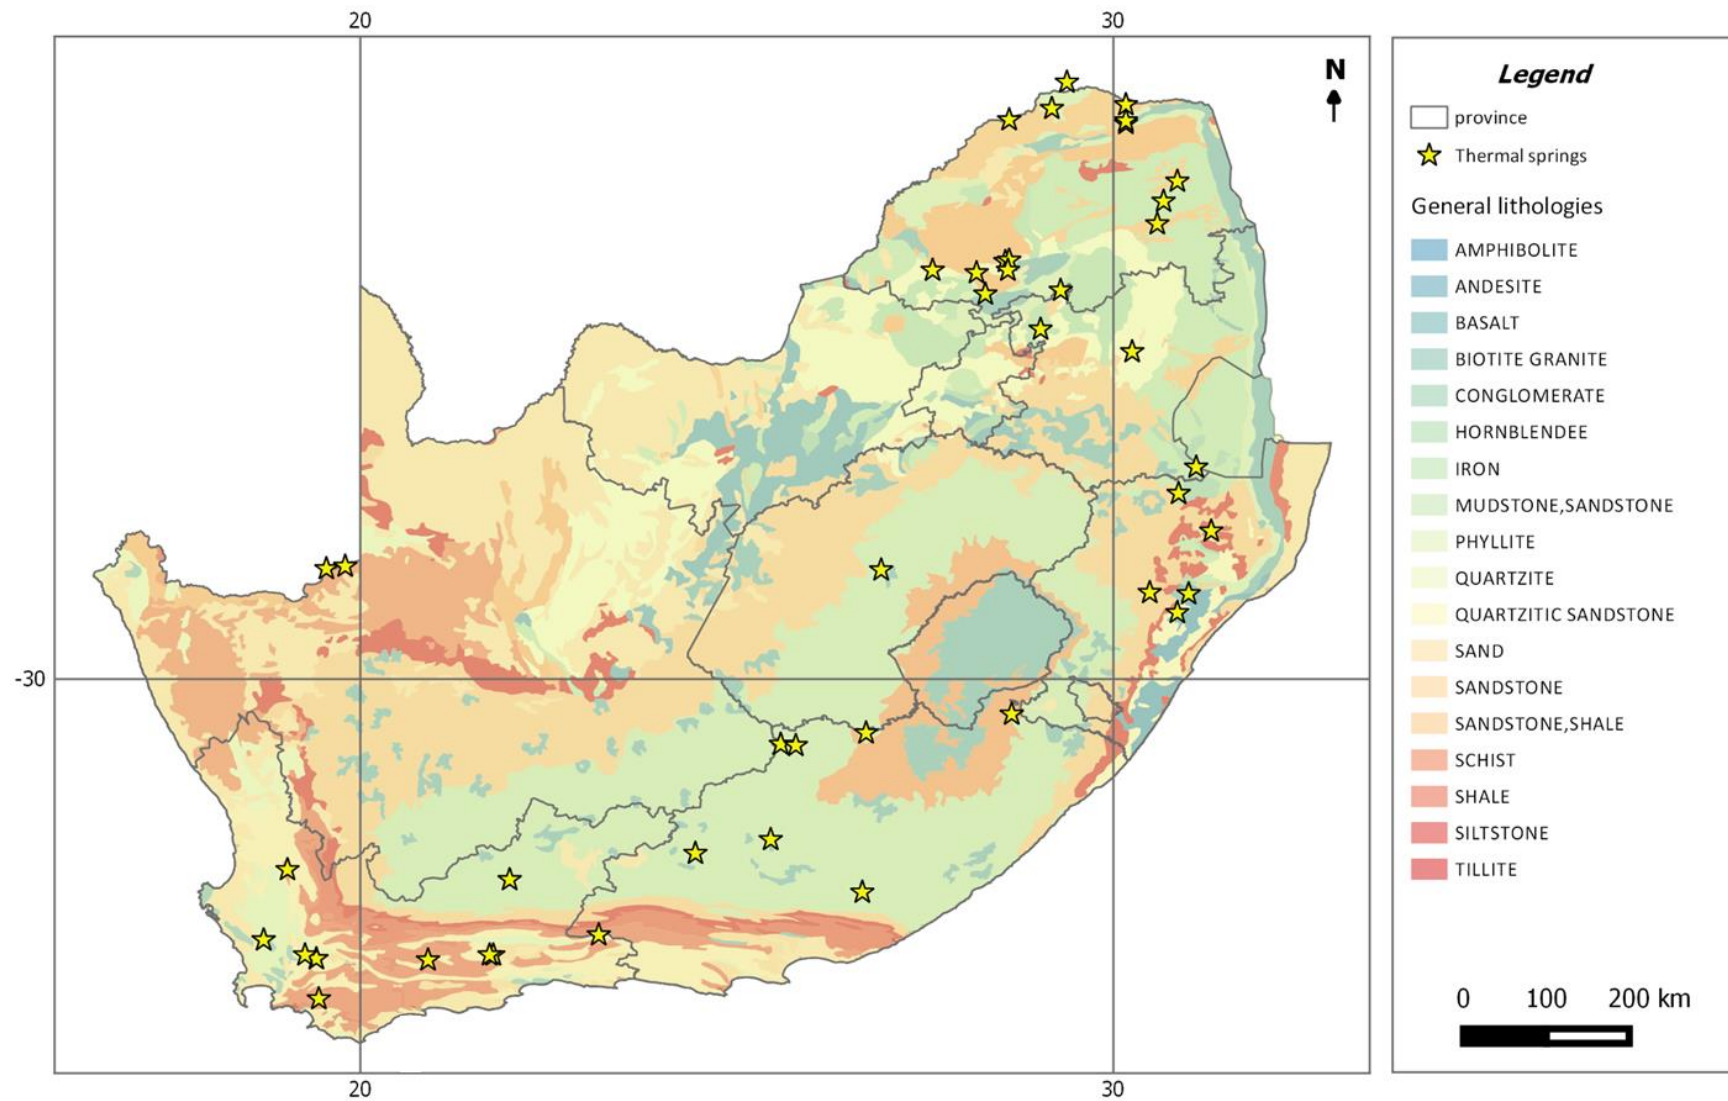 20
30
N
-30
20
30
Legend
province
Thermal springs
General lithologies
AMPHIBOLITE
ANDESITE
BASALT
BIOTITE GRANITE
CONGLOMERATE
HORNBLENDEE
IRON
MUDSTONE,SANDSTONE
PHYLLITE
QUARTZITE
QUARTZITIC SANDSTONE
SAND
SANDSTONE
SANDSTONE,SHALE
SCHIST
SHALE
SILTSTONE
TILLITE
0 100 200 km